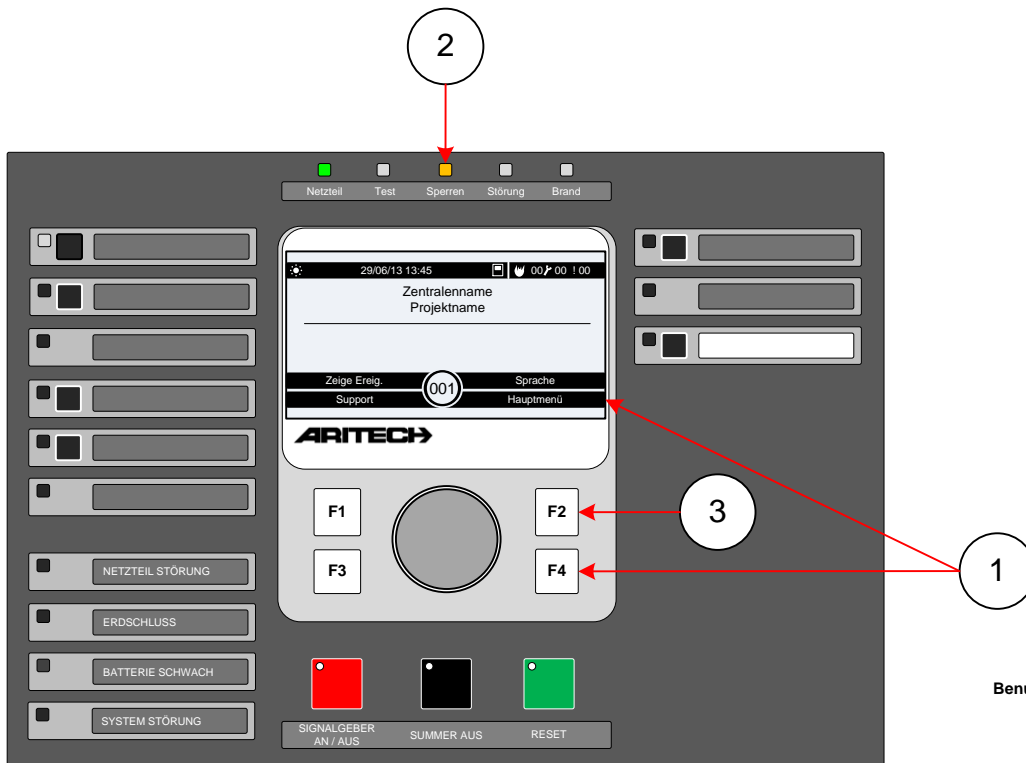 2
Netzteil Test Sperren Störung Brand
29/06/13 13:45 00 00 ! 00
Zentralenname
Projektname
Zeige Ereig. Sprache
001
Support Hauptmenü
ARITECH
F1 F2
3
F3 F4
1
NETZTEIL STÖRUNG
ERDSCHLUSS
BATTERIE SCHWACH
SYSTEM STÖRUNG
SIGNALGEBER
AN / AUS
SUMMER AUS
RESET